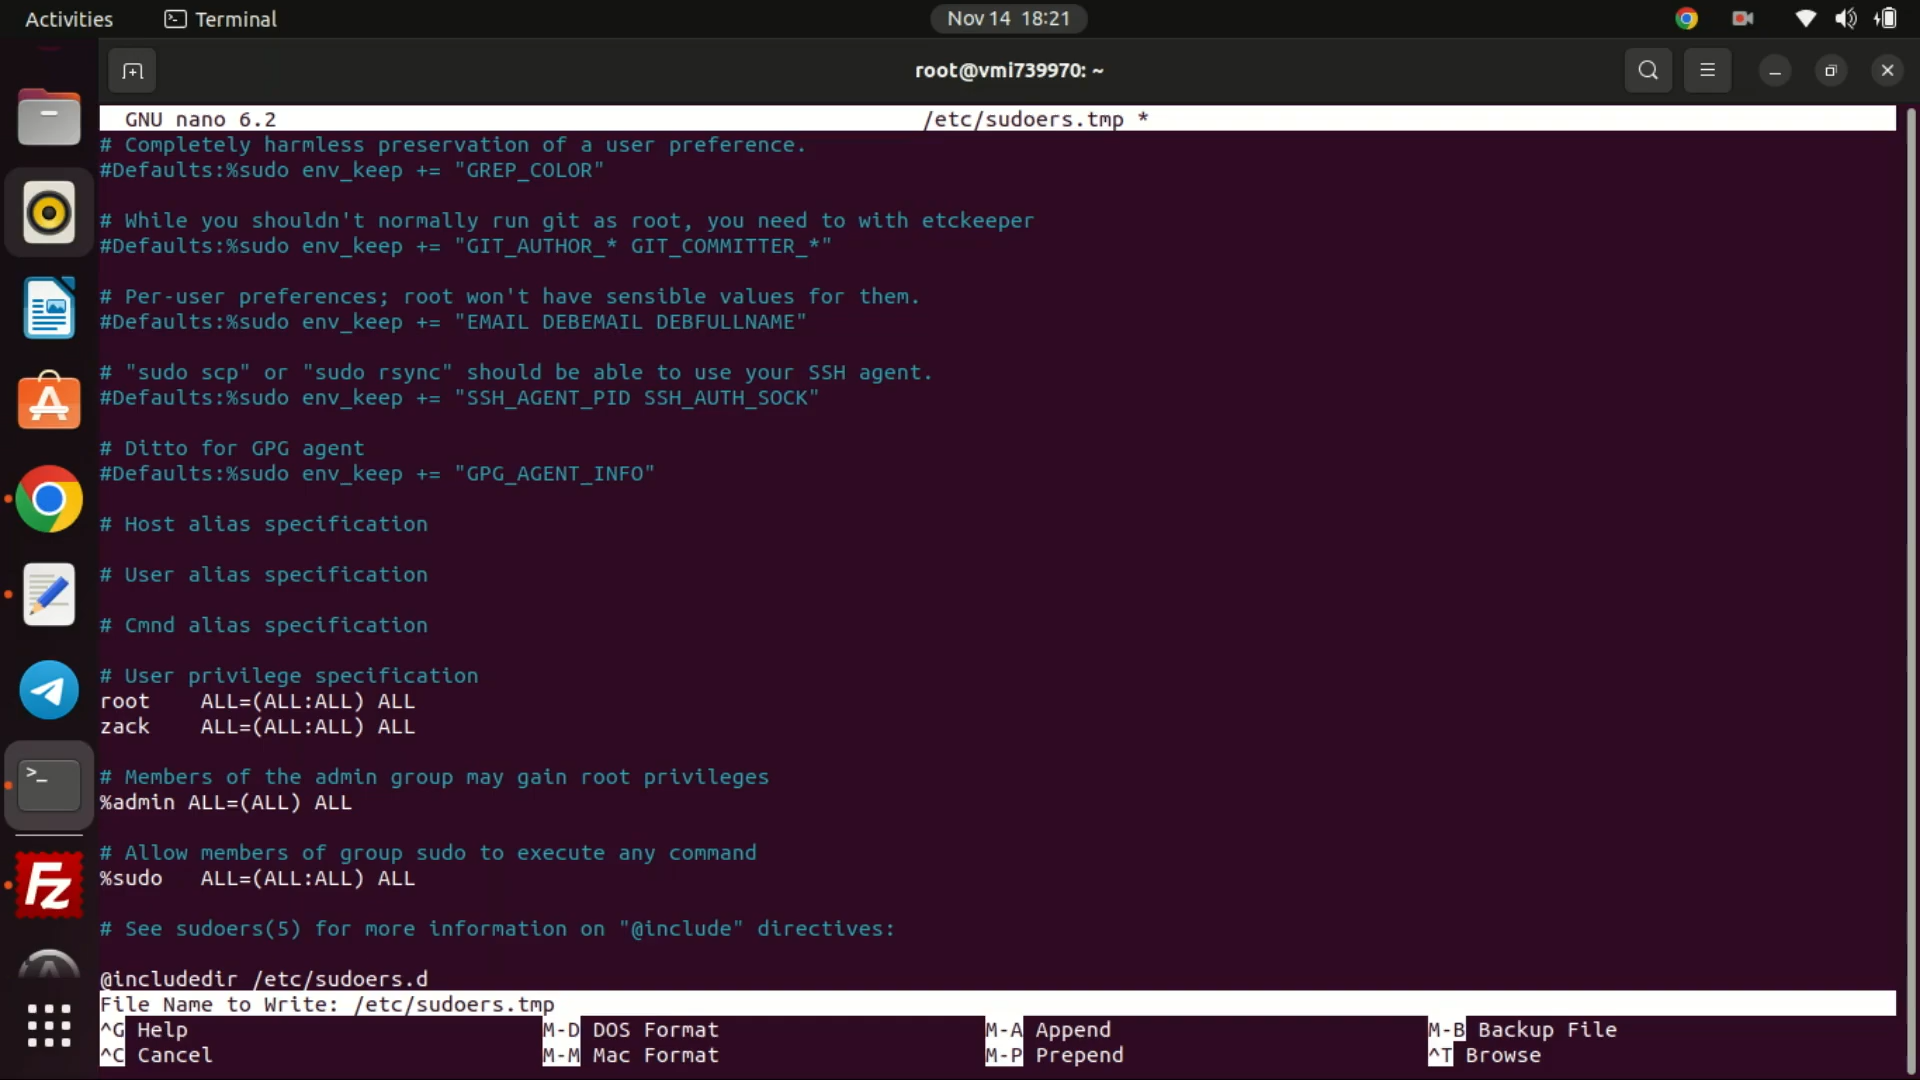 Activities
Terminal
Nov 14 18:21
root@vmi739970: ~
GNU nano 6.2
/etc/sudoers.tmp *
# Completely harmless preservation of a user preference.
#Defaults:%sudo env_keep += "GREP_COLOR"
# While you shouldn't normally run git as root, you need to with etckeeper
#Defaults:%sudo env_keep += "GIT_AUTHOR_* GIT_COMMITTER_*"
# Per-user preferences; root won't have sensible values for them.
#Defaults:%sudo env_keep += "EMAIL DEBEMAIL DEBFULLNAME"
# "sudo scp" or "sudo rsync" should be able to use your SSH agent.
#Defaults:%sudo env_keep += "SSH_AGENT_PID SSH_AUTH_SOCK"
# Ditto for GPG agent
#Defaults:%sudo env_keep += "GPG_AGENT_INFO"
# Host alias specification
# User alias specification
# Cmnd alias specification
# User privilege specification
root    ALL=(ALL:ALL) ALL
zack    ALL=(ALL:ALL) ALL
# Members of the admin group may gain root privileges
%admin ALL=(ALL) ALL
# Allow members of group sudo to execute any command
%sudo   ALL=(ALL:ALL) ALL
# See sudoers(5) for more information on "@include" directives:
@includedir /etc/sudoers.d
File Name to Write: /etc/sudoers.tmp
^G Help M-D DOS Format M-A Append M-B Backup File
^C Cancel M-M Mac Format M-P Prepend ^T Browse